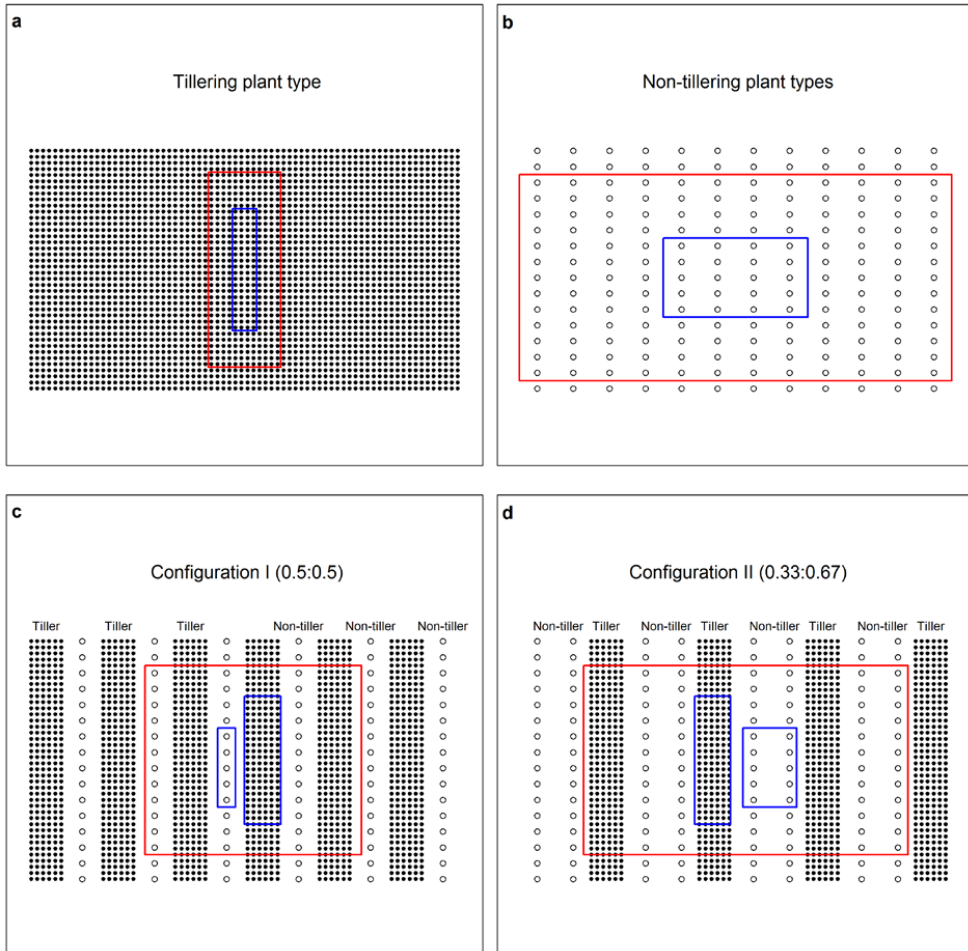 a
Tillering plant type
b
Non-tillering plant types
c
Configuration I (0.5:0.5)
Tiller Tiller Tiller Non-tiller Non-tiller Non-tiller
d
Configuration II (0.33:0.67)
Non-tiller Tiller Non-tiller Tiller Non-tiller Tiller Non-tiller Tiller